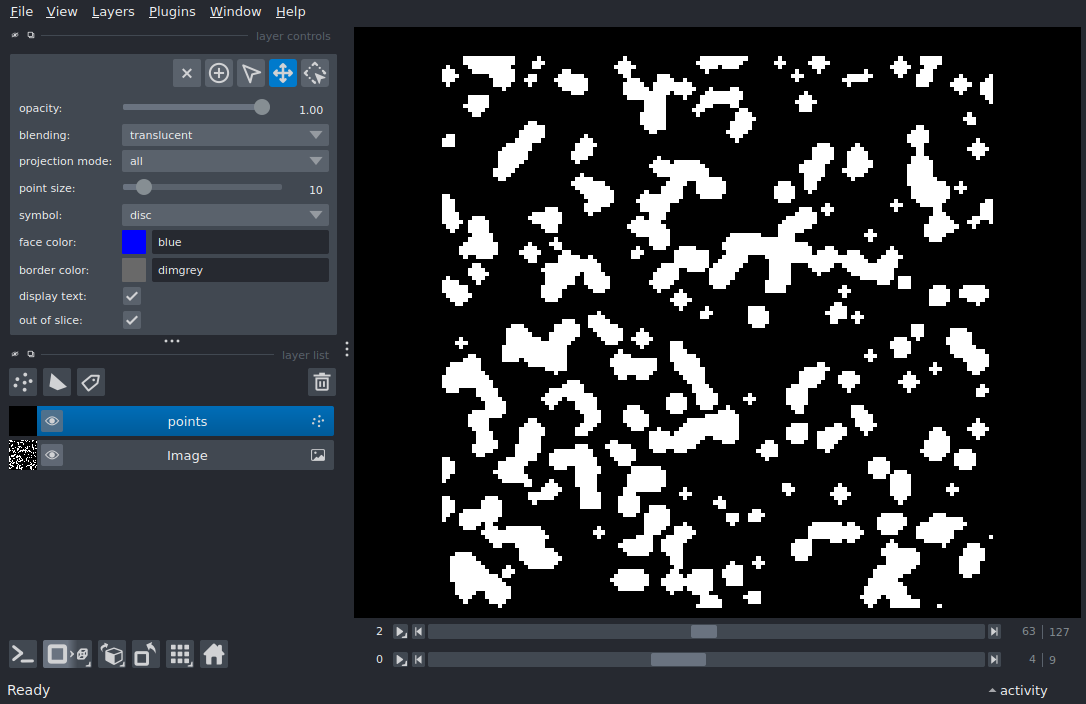 File View Layers Plugins Window Help
layer controls
opacity: 1.00
blending: translucent
projection mode: all
point size: 10
symbol: disc
face color: blue
border color: dimgrey
display text:
out of slice:
layer list
points
Image
2 63 | 127
0 4 | 9
Ready activity